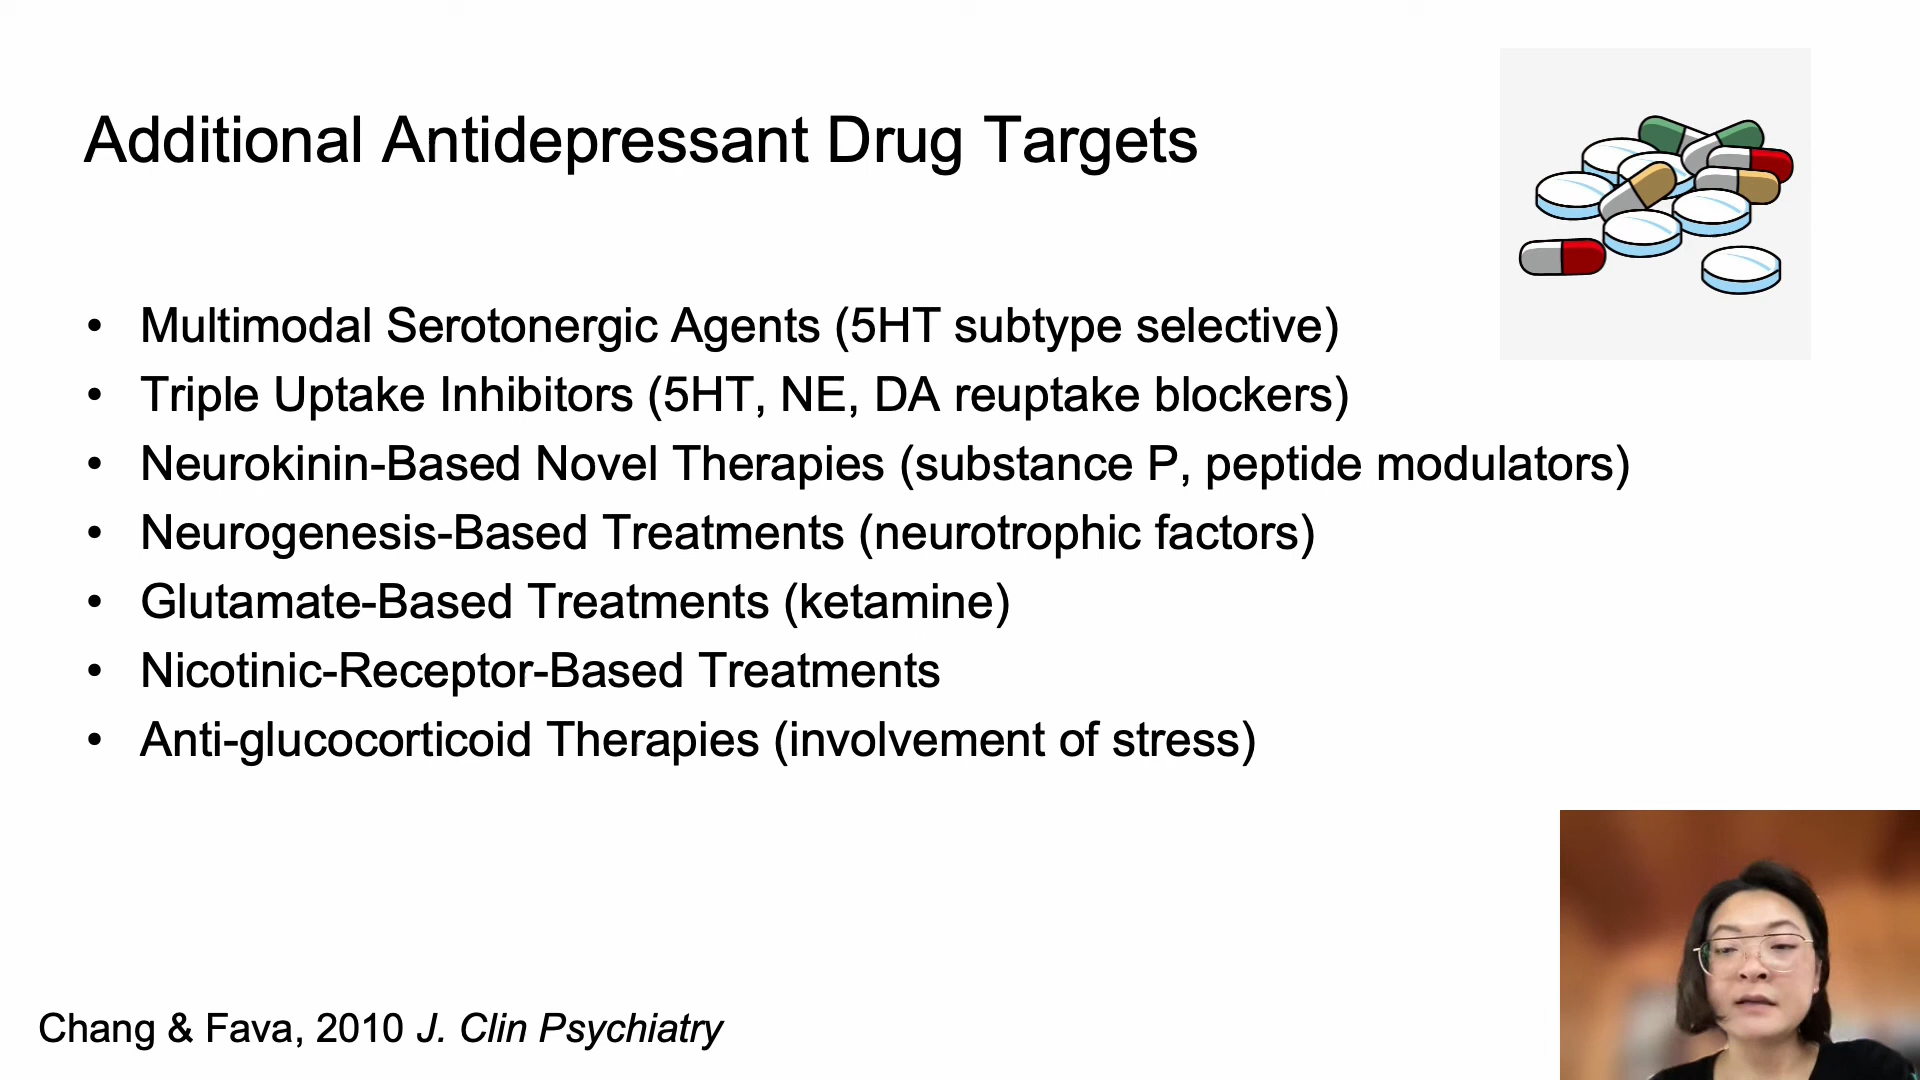 Additional Antidepressant Drug Targets
• Multimodal Serotonergic Agents (5HT subtype selective)
• Triple Uptake Inhibitors (5HT, NE, DA reuptake blockers)
• Neurokinin-Based Novel Therapies (substance P, peptide modulators)
• Neurogenesis-Based Treatments (neurotrophic factors)
• Glutamate-Based Treatments (ketamine)
• Nicotinic-Receptor-Based Treatments
• Anti-glucocorticoid Therapies (involvement of stress)
Chang & Fava, 2010 J. Clin Psychiatry